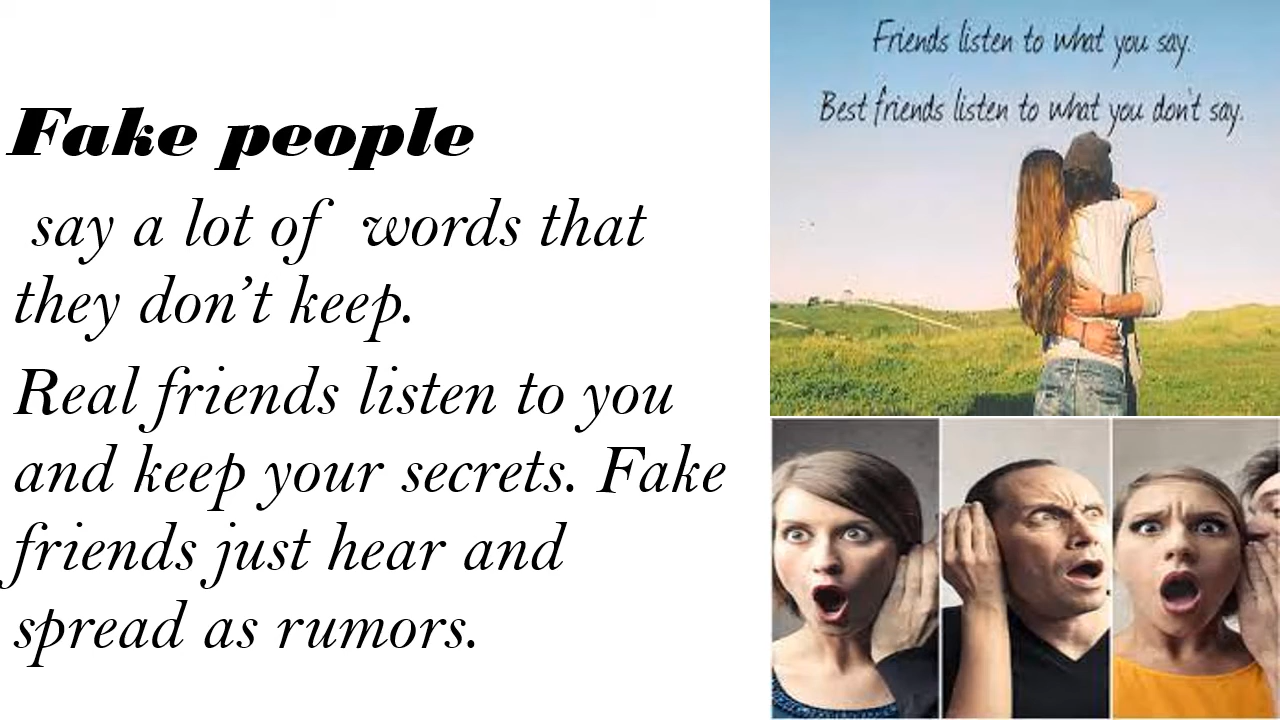 Fake people
say a lot of words that
they don't keep.
Real friends listen to you
and keep your secrets. Fake
friends just hear and
spread as rumors.
Friends listen to what you say.
Best friends listen to what you don't say.